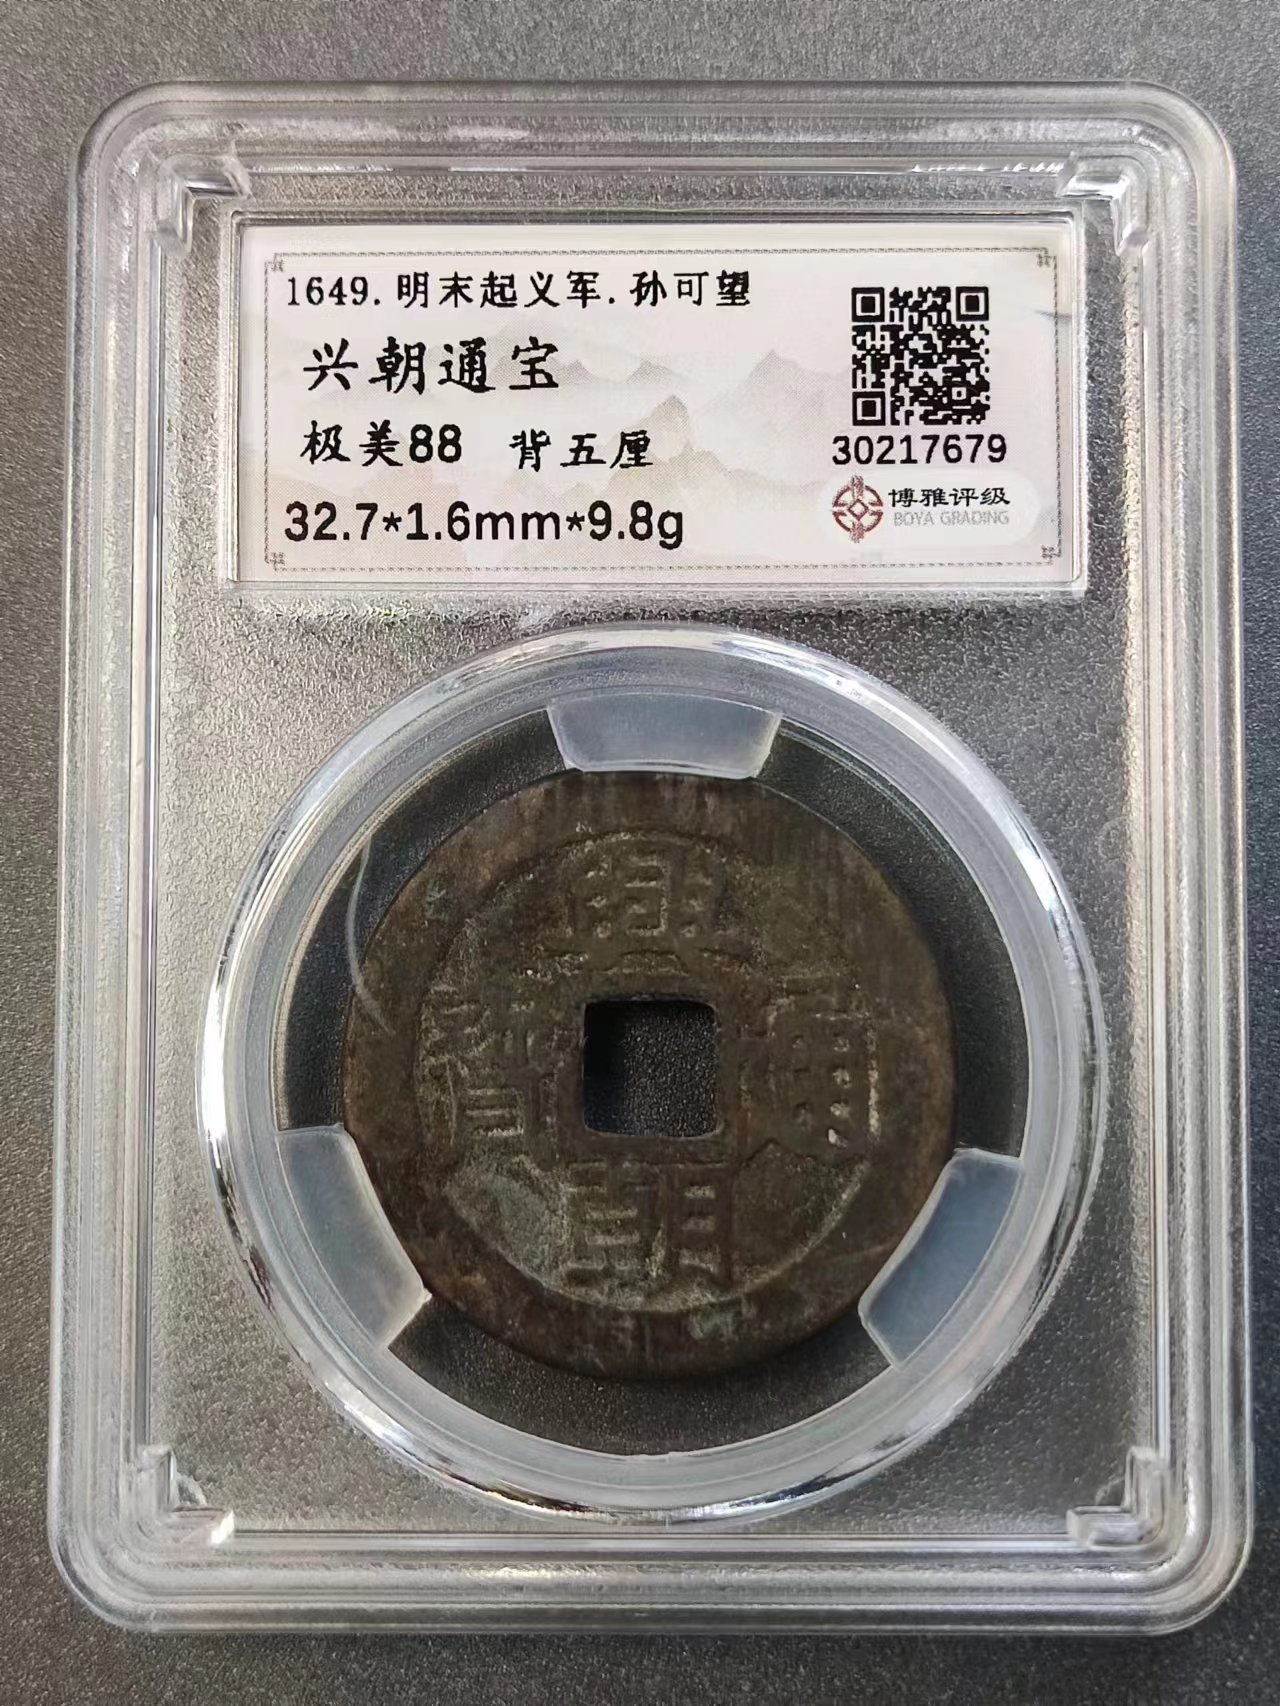 1649.明末起义军.孙可望
兴朝通宝
极美88 背五厘
32.7*1.6mm*9.8g
30217679
博雅评级
BOYA GRADING
興朝通寶